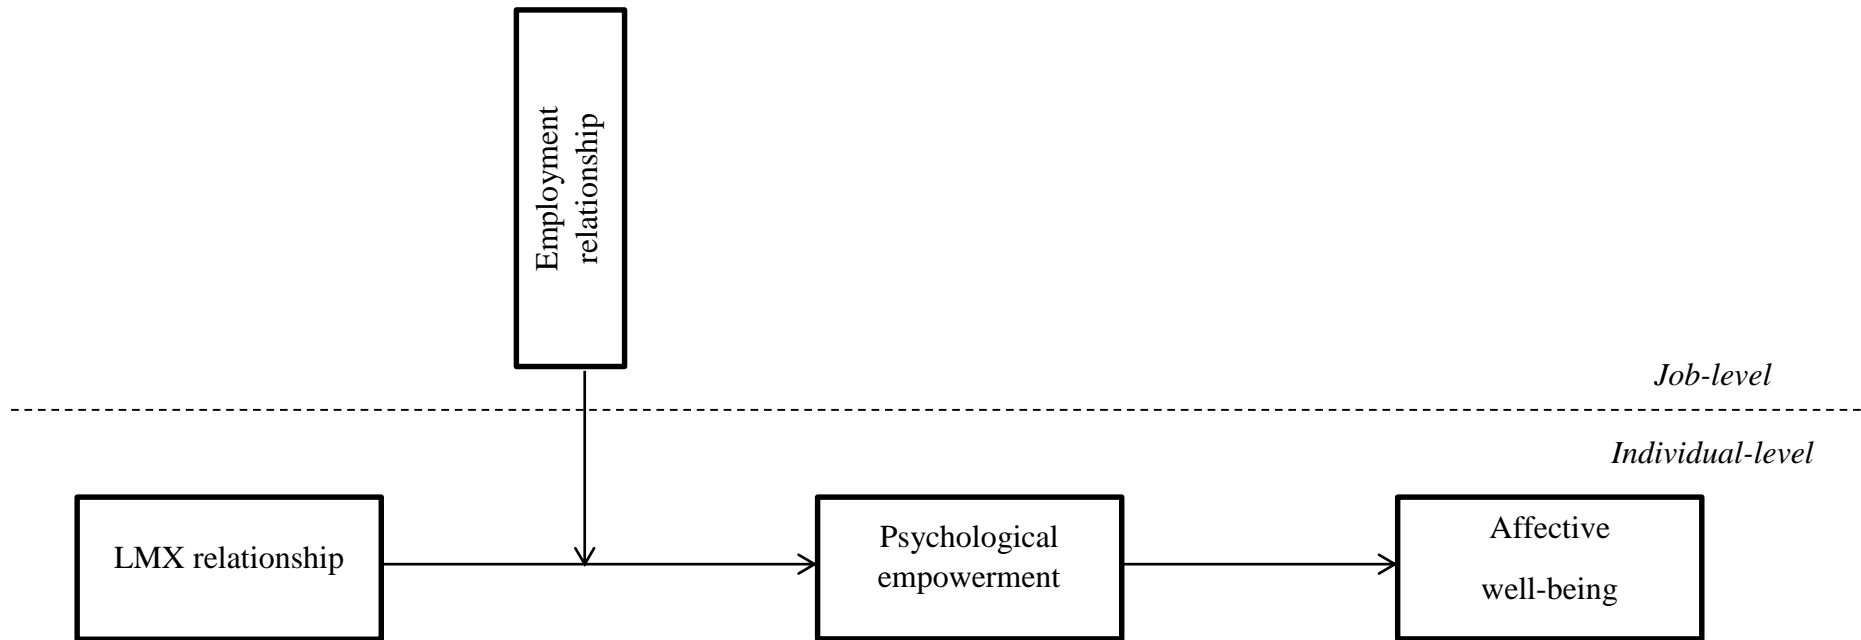 Employment
relationship
Job-level
Individual-level
LMX relationship
Psychological
empowerment
Affective
well-being